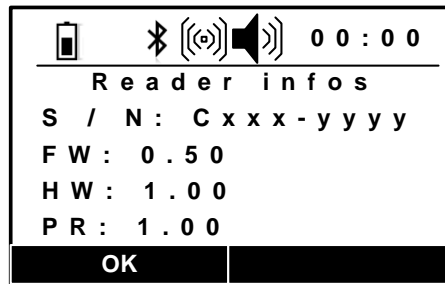 00:00
Reader infos
S / N: Cxxx-yyyy
FW: 0.50
HW: 1.00
PR: 1.00
OK